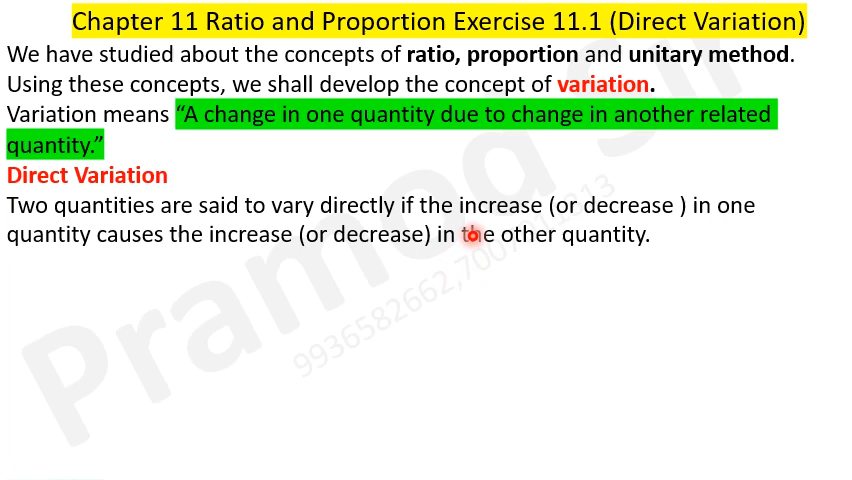 Chapter 11 Ratio and Proportion Exercise 11.1 (Direct Variation)
We have studied about the concepts of ratio, proportion and unitary method.
Using these concepts, we shall develop the concept of variation.
Variation means “A change in one quantity due to change in another related
quantity.”
Direct Variation
Two quantities are said to vary directly if the increase (or decrease ) in one
quantity causes the increase (or decrease) in the other quantity.
Pramod Sir